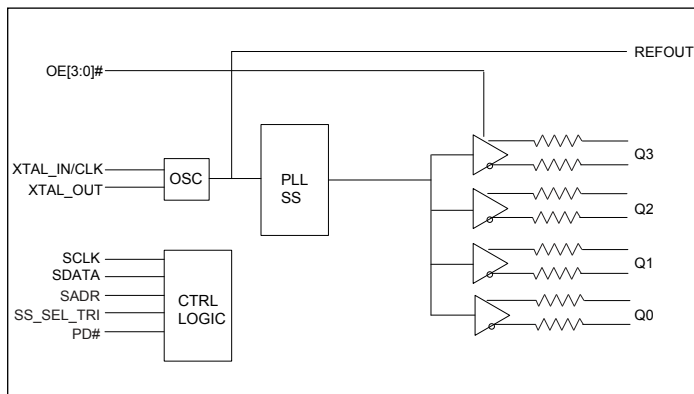 REFOUT
OE[3:0]#
XTAL_IN/CLK
XTAL_OUT
OSC
PLL
SS
Q3
Q2
Q1
Q0
SCLK
SDATA
SADR
SS_SEL_TRI
PD#
CTRL
LOGIC